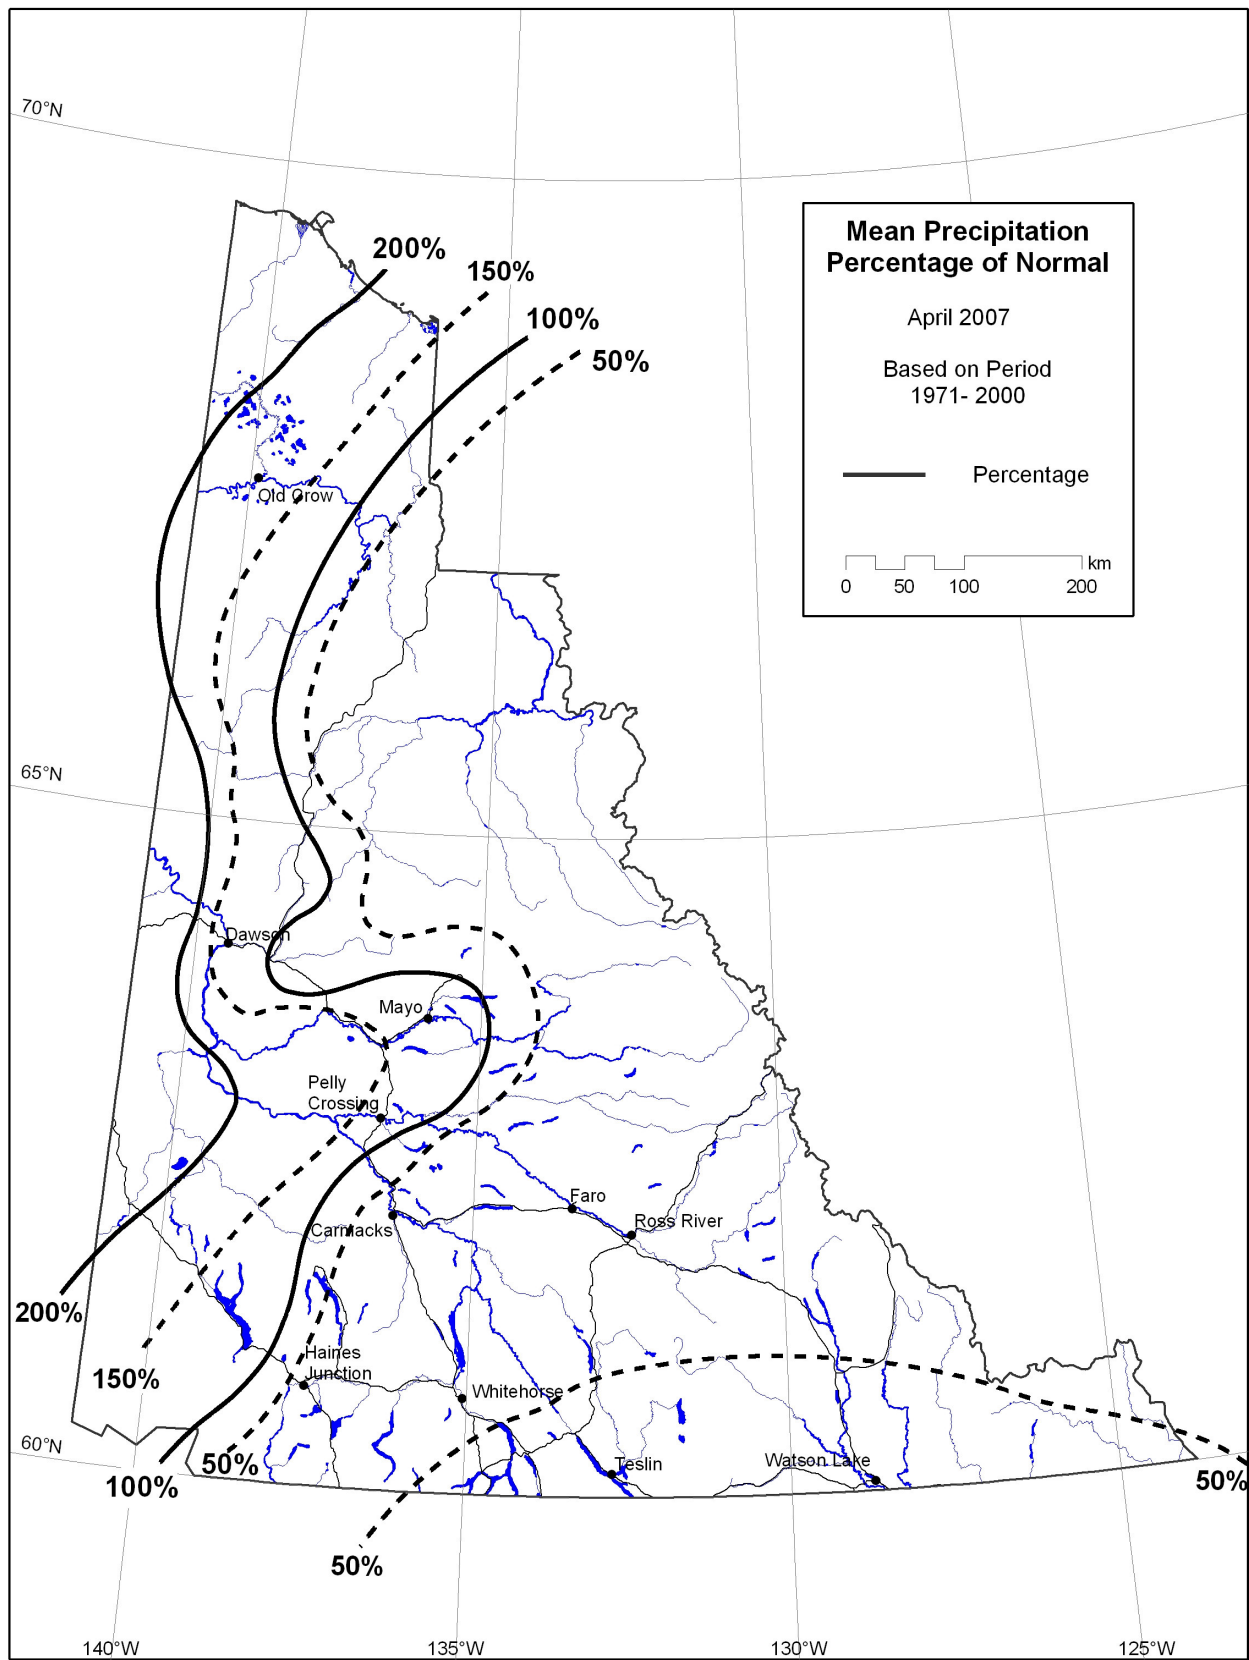 70°N
200%
150%
100%
50%
Mean Precipitation
Percentage of Normal
April 2007
Based on Period
1971- 2000
Percentage
km
0 50 100 200
Old Crow
65°N
Dawson
Mayo
Pelly
Crossing
Faro
Ross River
Carmacks
200%
Haines
Junction
150%
Whitehorse
60°N
50%
Teslin
Watson Lake
100%
50%
50%
140°W 135°W 130°W 125°W